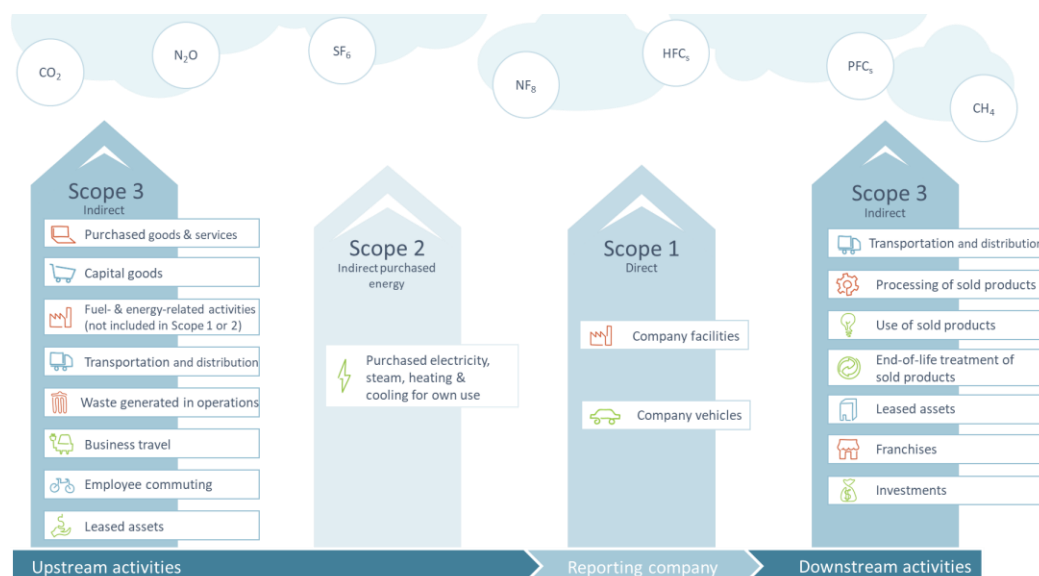 CO₂
N₂O
SF₆
NF₈
HFCₛ
PFCₛ
CH₄
Scope 3
Indirect
Purchased goods & services
Capital goods
Fuel- & energy-related activities
(not included in Scope 1 or 2)
Transportation and distribution
Waste generated in operations
Business travel
Employee commuting
Leased assets
Scope 2
Indirect purchased
energy
Purchased electricity,
steam, heating &
cooling for own use
Scope 1
Direct
Company facilities
Company vehicles
Scope 3
Indirect
Transportation and distribution
Processing of sold products
Use of sold products
End-of-life treatment of
sold products
Leased assets
Franchises
Investments
Upstream activities
Reporting company
Downstream activities